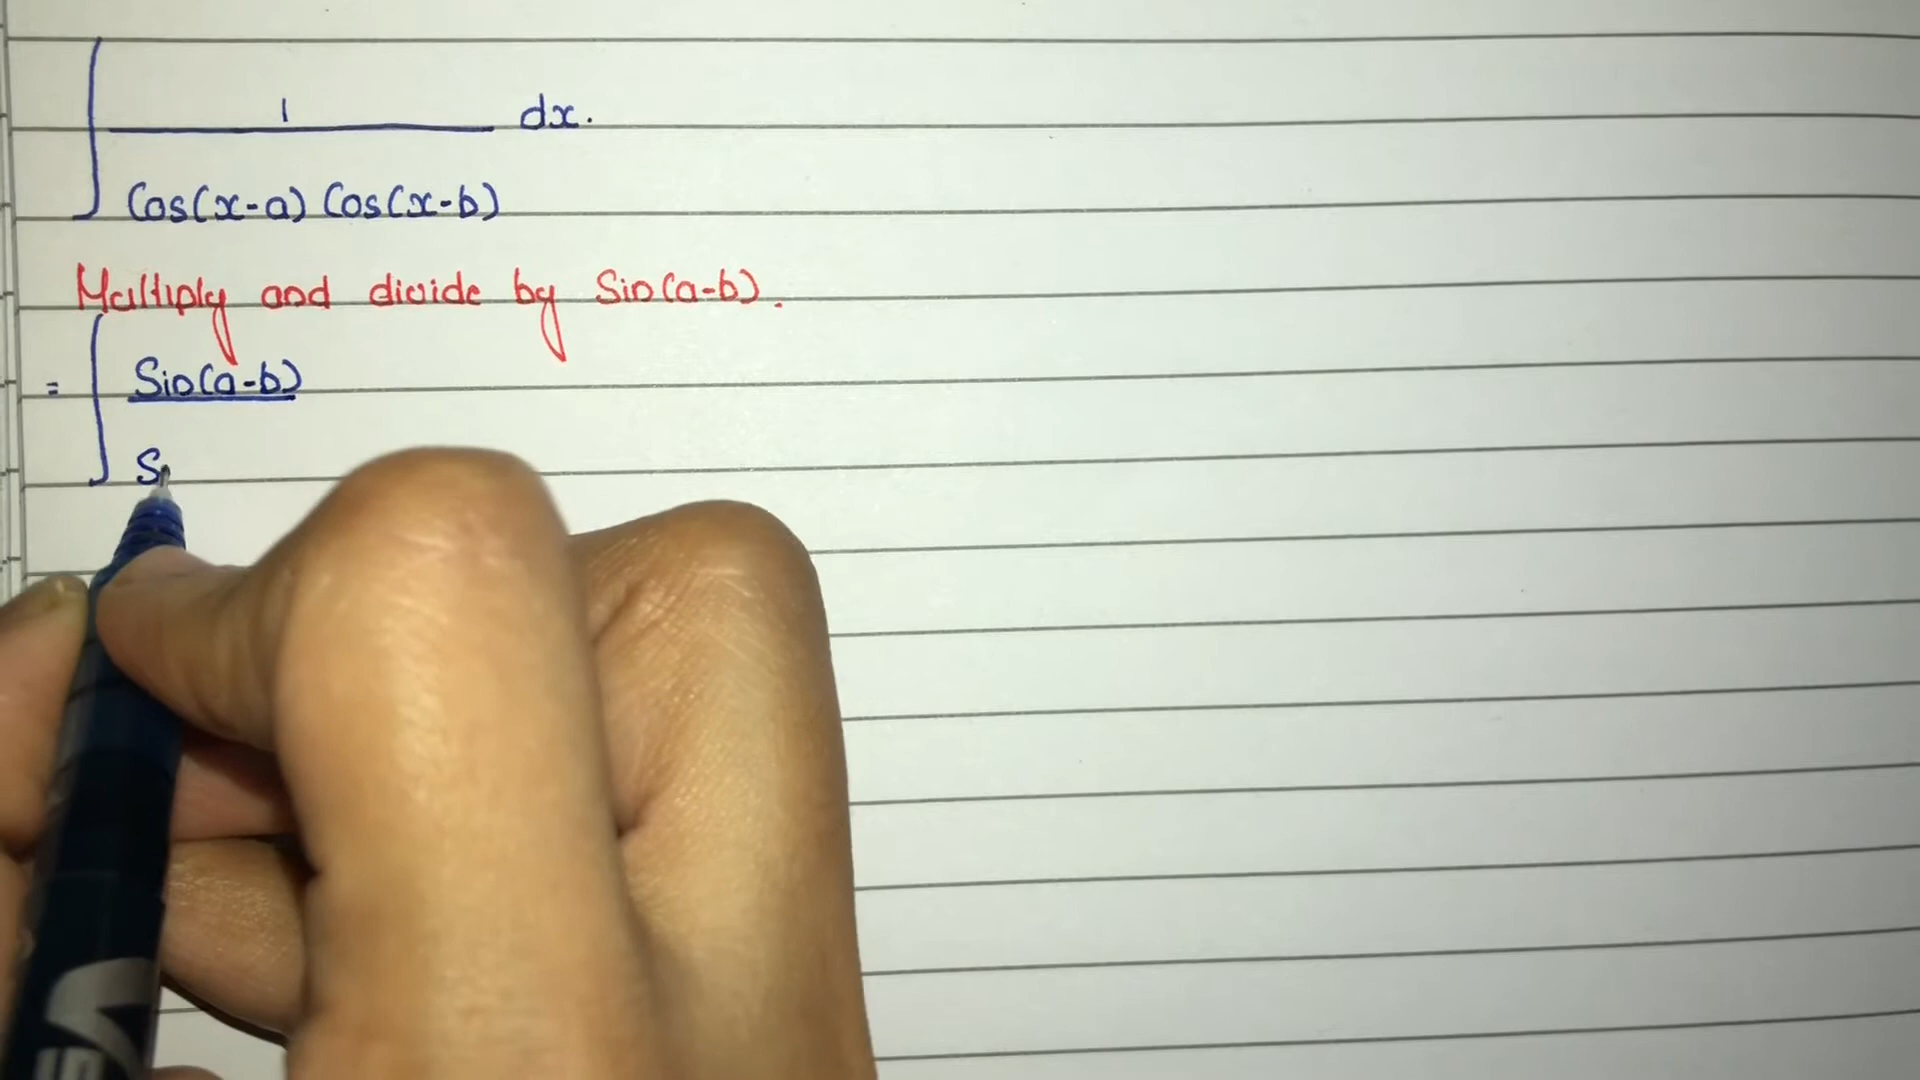 ∫ 1 / Cos(x-a) Cos(x-b) dx.
Multiply and divide by Sin(a-b).
= ∫ Sin(a-b) / S